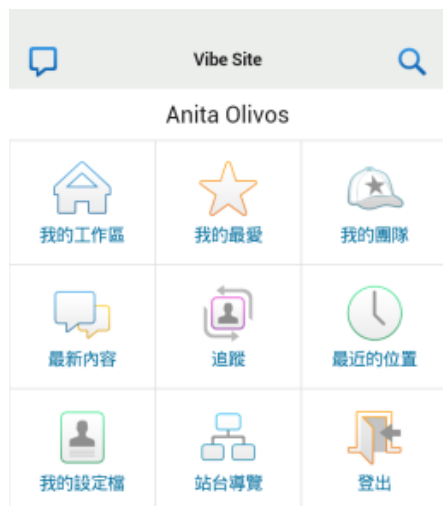 Vibe Site
Anita Olivos
我的工作區
我的最愛
我的團隊
最新內容
追蹤
最近的位置
我的設定檔
站台導覽
登出